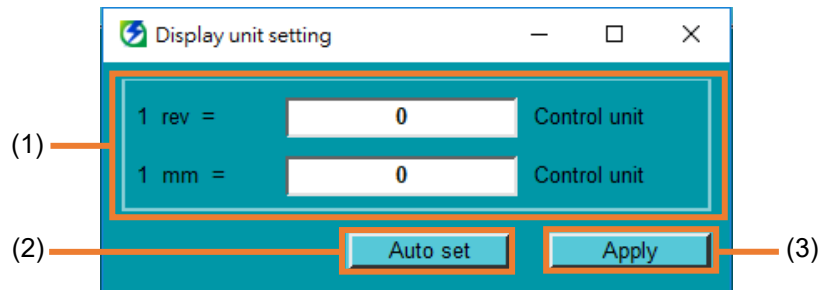 Display unit setting
1 rev = 0 Control unit
(1)
1 mm = 0 Control unit
(2) Auto set Apply (3)